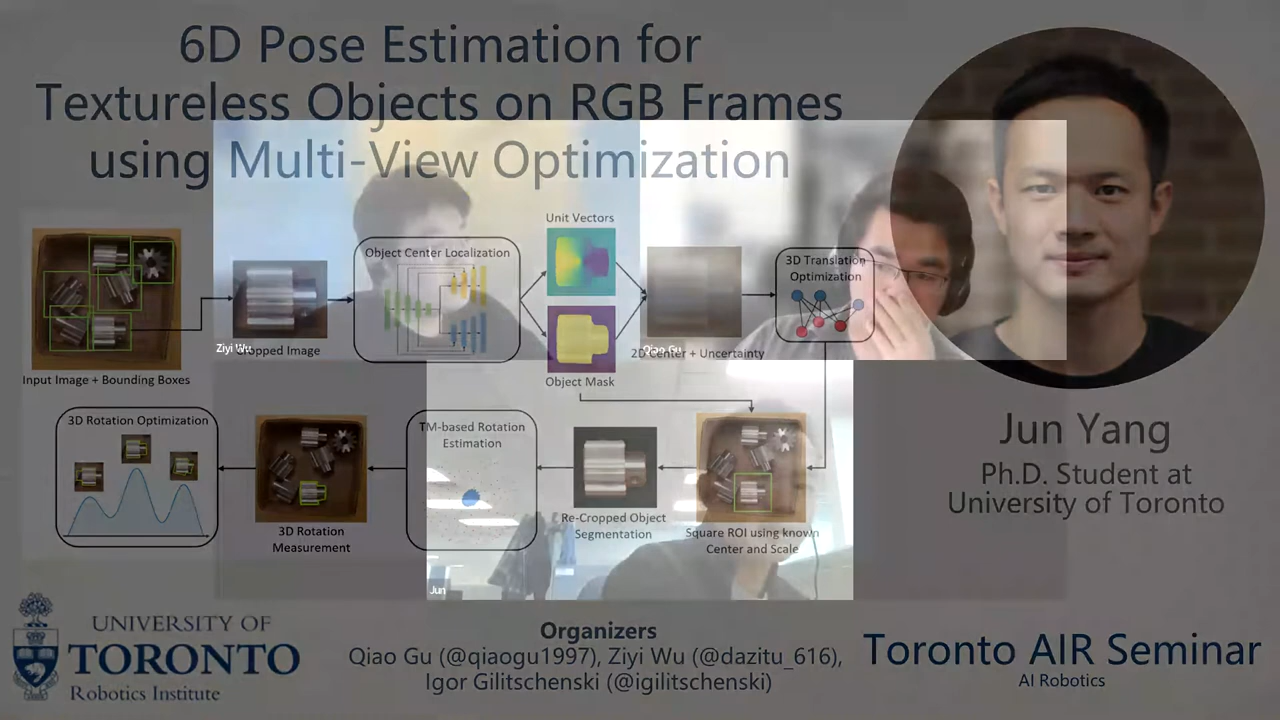 6D Pose Estimation for
Textureless Objects on RGB Frames
using Multi-View Optimization
Input Image + Bounding Boxes
Cropped Image
Object Center Localization
Unit Vectors
Object Mask
2D Center + Uncertainty
3D Translation
Optimization
Ziyi Wu
Qiao Gu
3D Rotation Optimization
3D Rotation
Measurement
TM-based Rotation
Estimation
Re-Cropped Object
Segmentation
Square ROI using known
Center and Scale
Jun
Jun Yang
Ph.D. Student at
University of Toronto
UNIVERSITY OF
TORONTO
Robotics Institute
Organizers
Qiao Gu (@qiaogu1997), Ziyi Wu (@dazitu_616),
Igor Gilitschenski (@igilitschenski)
Toronto AIR Seminar
AI Robotics